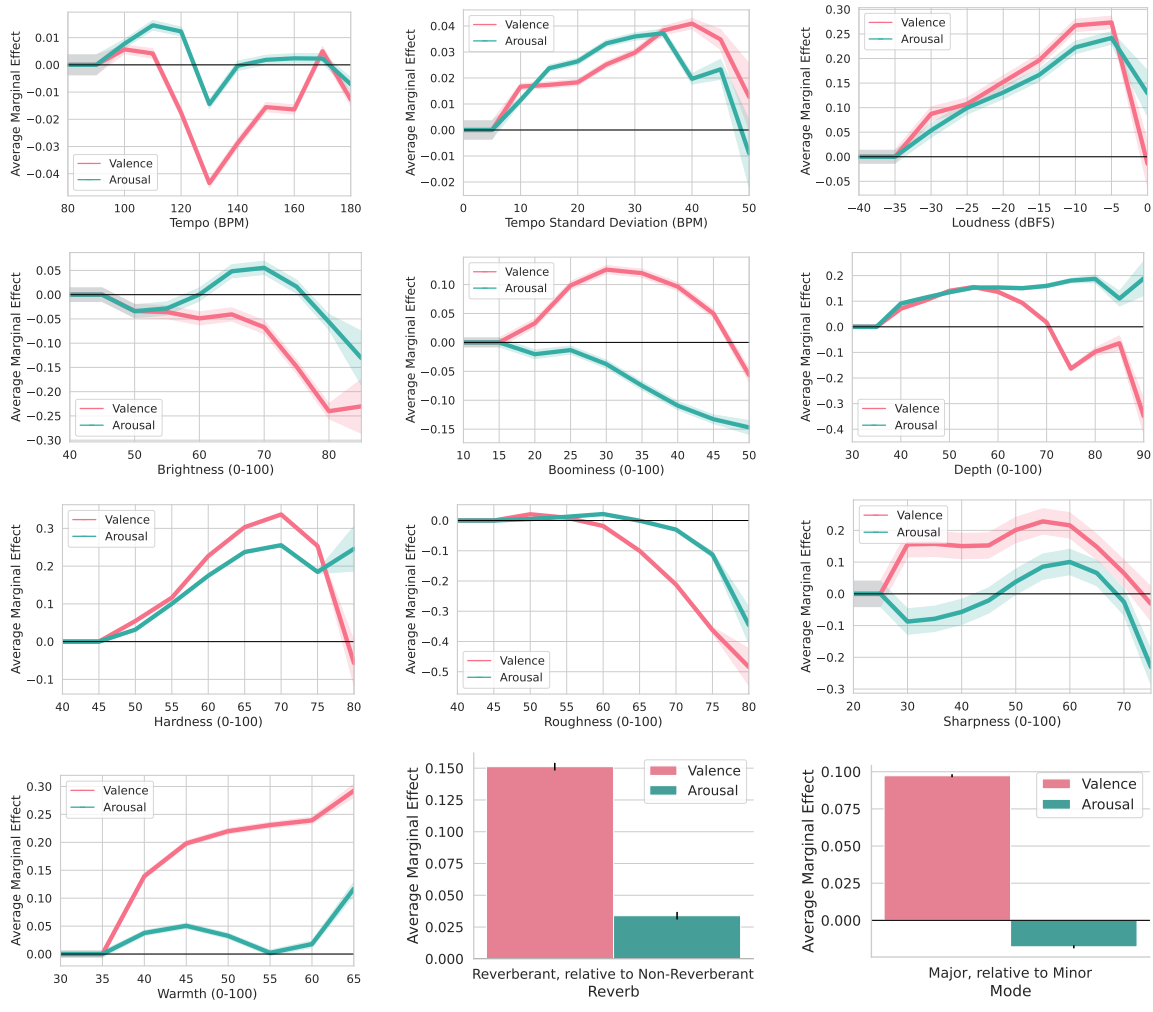 Average Marginal Effect
0.01
0.00
−0.01
−0.02
−0.03
−0.04
Valence
Arousal
80 100 120 140 160 180
Tempo (BPM)
Average Marginal Effect
0.04
0.03
0.02
0.01
0.00
−0.01
−0.02
Valence
Arousal
0 10 20 30 40 50
Tempo Standard Deviation (BPM)
Average Marginal Effect
0.30
0.25
0.20
0.15
0.10
0.05
0.00
−0.05
Valence
Arousal
−40 −35 −30 −25 −20 −15 −10 −5 0
Loudness (dBFS)
Average Marginal Effect
0.05
0.00
−0.05
−0.10
−0.15
−0.20
−0.25
−0.30
Valence
Arousal
40 50 60 70 80
Brightness (0-100)
Average Marginal Effect
0.10
0.05
0.00
−0.05
−0.10
−0.15
Valence
Arousal
10 15 20 25 30 35 40 45 50
Boominess (0-100)
Average Marginal Effect
0.2
0.1
0.0
−0.1
−0.2
−0.3
−0.4
Valence
Arousal
30 40 50 60 70 80 90
Depth (0-100)
Average Marginal Effect
0.3
0.2
0.1
0.0
−0.1
Valence
Arousal
40 45 50 55 60 65 70 75 80
Hardness (0-100)
Average Marginal Effect
0.0
−0.1
−0.2
−0.3
−0.4
−0.5
Valence
Arousal
40 45 50 55 60 65 70 75 80
Roughness (0-100)
Average Marginal Effect
0.2
0.1
0.0
−0.1
−0.2
−0.3
Valence
Arousal
20 30 40 50 60 70
Sharpness (0-100)
Average Marginal Effect
0.30
0.25
0.20
0.15
0.10
0.05
0.00
Valence
Arousal
30 35 40 45 50 55 60 65
Warmth (0-100)
Average Marginal Effect
0.150
0.125
0.100
0.075
0.050
0.025
0.000
Valence
Arousal
Reverberant, relative to Non-Reverberant
Reverb
Average Marginal Effect
0.100
0.075
0.050
0.025
0.000
Valence
Arousal
Major, relative to Minor
Mode